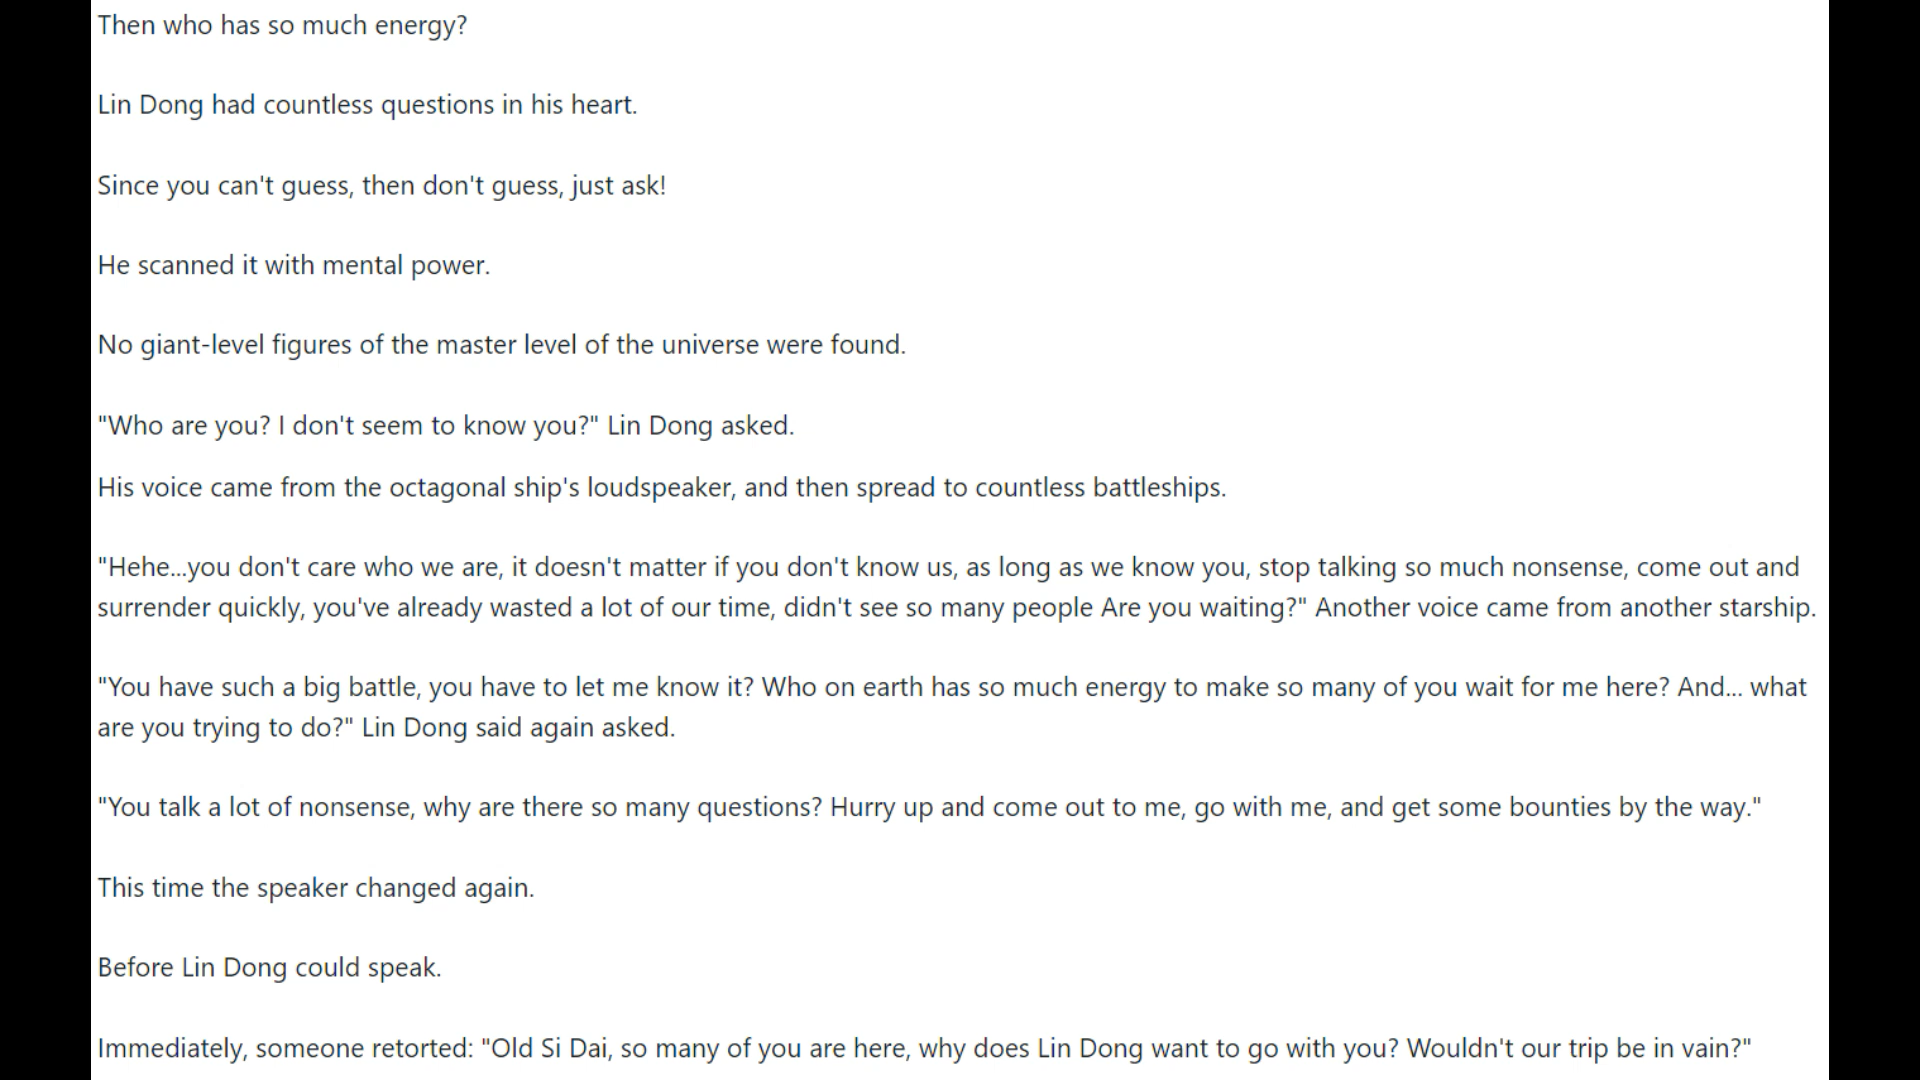 Then who has so much energy?
Lin Dong had countless questions in his heart.
Since you can't guess, then don't guess, just ask!
He scanned it with mental power.
No giant-level figures of the master level of the universe were found.
"Who are you? I don't seem to know you?" Lin Dong asked.
His voice came from the octagonal ship's loudspeaker, and then spread to countless battleships.
"Hehe...you don't care who we are, it doesn't matter if you don't know us, as long as we know you, stop talking so much nonsense, come out and
surrender quickly, you've already wasted a lot of our time, didn't see so many people Are you waiting?" Another voice came from another starship.
"You have such a big battle, you have to let me know it? Who on earth has so much energy to make so many of you wait for me here? And... what
are you trying to do?" Lin Dong said again asked.
"You talk a lot of nonsense, why are there so many questions? Hurry up and come out to me, go with me, and get some bounties by the way."
This time the speaker changed again.
Before Lin Dong could speak.
Immediately, someone retorted: "Old Si Dai, so many of you are here, why does Lin Dong want to go with you? Wouldn't our trip be in vain?"